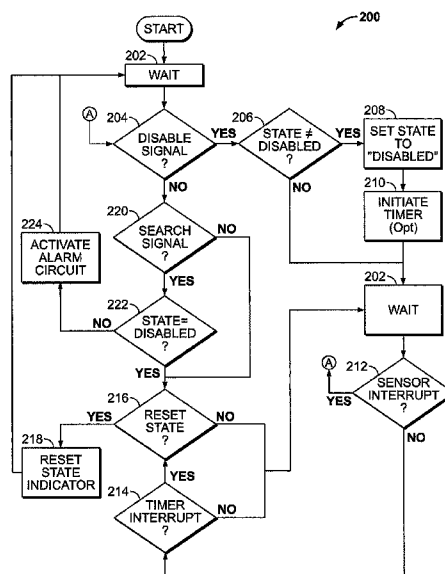 200
START
202
WAIT
A
204
DISABLE
SIGNAL
?
YES
NO
206
STATE ≠
DISABLED
?
YES
NO
208
SET STATE
TO
"DISABLED"
210
INITIATE
TIMER
(Opt)
220
SEARCH
SIGNAL
?
NO
YES
224
ACTIVATE
ALARM
CIRCUIT
222
STATE=
DISABLED
?
NO
YES
202
WAIT
A
212
SENSOR
INTERRUPT
?
YES
NO
216
RESET
STATE
?
YES
NO
218
RESET
STATE
INDICATOR
214
TIMER
INTERRUPT
?
YES
NO